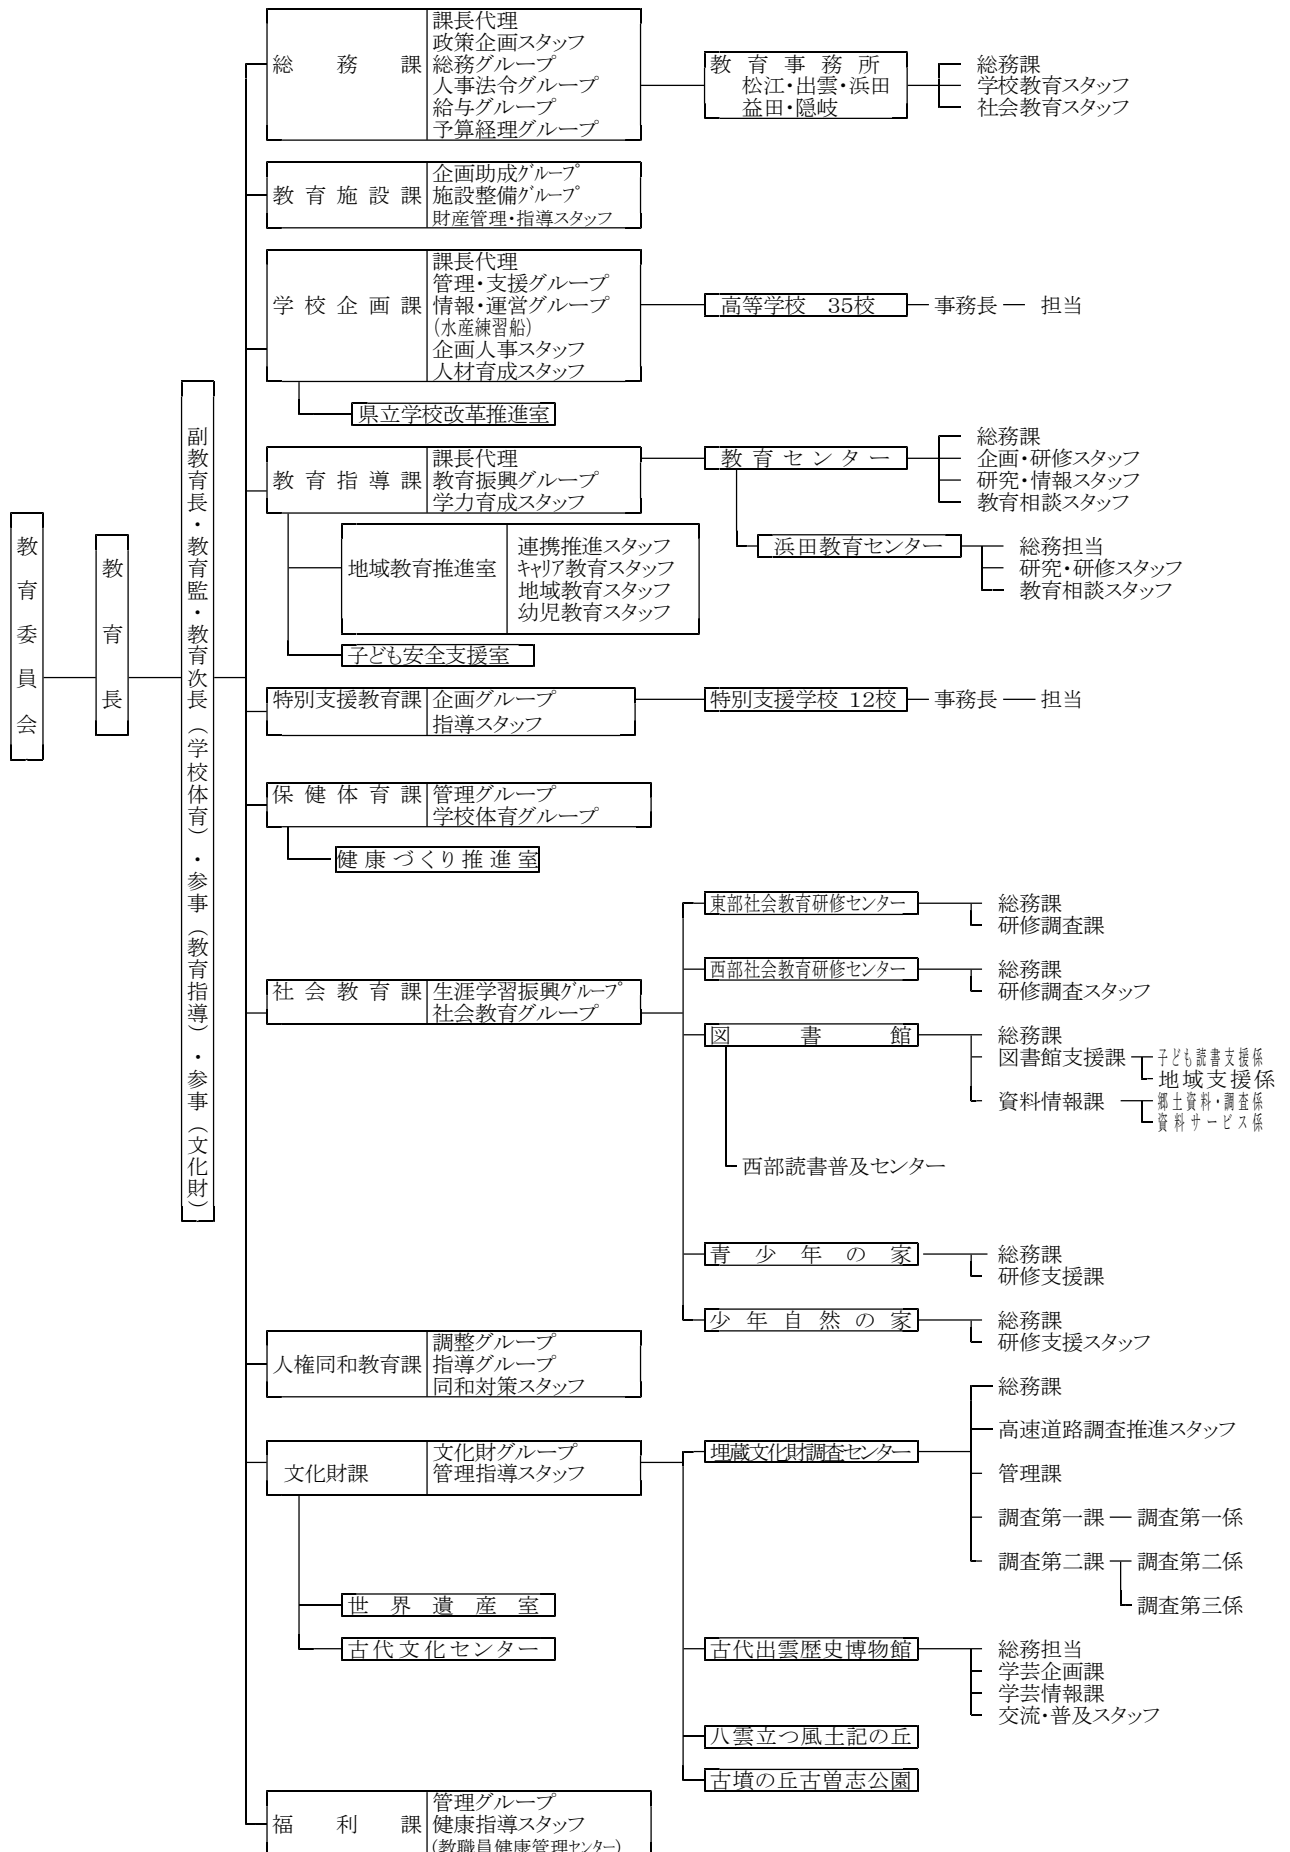 教育委員会
教育長
副教育長・教育監・教育次長（学校体育）・参事（教育指導）・参事（文化財）
総務課
課長代理
政策企画スタッフ
総務グループ
人事法令グループ
給与グループ
予算経理グループ
教育事務所
松江・出雲・浜田
益田・隠岐
総務課
学校教育スタッフ
社会教育スタッフ
教育施設課
企画助成グループ
施設整備グループ
財産管理・指導スタッフ
学校企画課
課長代理
管理・支援グループ
情報・運営グループ
(水産練習船)
企画人事スタッフ
人材育成スタッフ
高等学校 35校
事務長
担当
県立学校改革推進室
教育指導課
課長代理
教育振興グループ
学力育成スタッフ
教育センター
総務課
企画・研修スタッフ
研究・情報スタッフ
教育相談スタッフ
浜田教育センター
総務担当
研究・研修スタッフ
教育相談スタッフ
地域教育推進室
連携推進スタッフ
キャリア教育スタッフ
地域教育スタッフ
幼児教育スタッフ
子ども安全支援室
特別支援教育課
企画グループ
指導スタッフ
特別支援学校 12校
事務長
担当
保健体育課
管理グループ
学校体育グループ
健康づくり推進室
社会教育課
生涯学習振興グループ
社会教育グループ
東部社会教育研修センター
総務課
研修調査課
西部社会教育研修センター
総務課
研修調査スタッフ
図書館
総務課
図書館支援課
子ども読書支援係
地域支援係
資料情報課
郷土資料・調査係
資料サービス係
西部読書普及センター
青少年の家
総務課
研修支援課
少年自然の家
総務課
研修支援スタッフ
人権同和教育課
調整グループ
指導グループ
同和対策スタッフ
文化財課
文化財グループ
管理指導スタッフ
埋蔵文化財調査センター
総務課
高速道路調査推進スタッフ
管理課
調査第一課
調査第一係
調査第二課
調査第二係
調査第三係
世界遺産室
古代文化センター
古代出雲歴史博物館
総務担当
学芸企画課
学芸情報課
交流・普及スタッフ
八雲立つ風土記の丘
古墳の丘古曽志公園
福利課
管理グループ
健康指導スタッフ
(教職員健康管理センター)